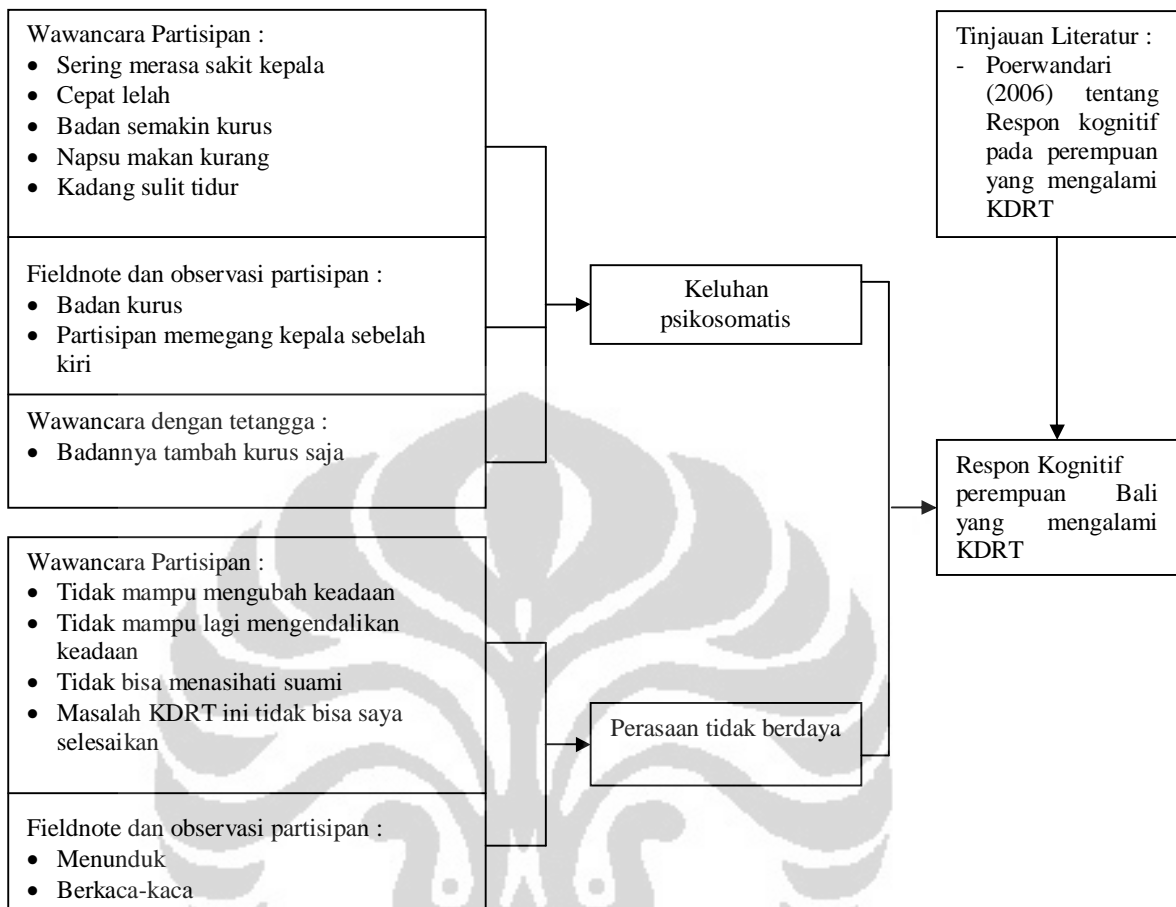 Wawancara Partisipan :
• Sering merasa sakit kepala
• Cepat lelah
• Badan semakin kurus
• Napsu makan kurang
• Kadang sulit tidur
Fieldnote dan observasi partisipan :
• Badan kurus
• Partisipan memegang kepala sebelah
kiri
Wawancara dengan tetangga :
• Badannya tambah kurus saja
Keluhan
psikosomatis
Tinjauan Literatur :
- Poerwandari
(2006) tentang
Respon kognitif
pada perempuan
yang mengalami
KDRT
Respon Kognitif
perempuan Bali
yang mengalami
KDRT
Wawancara Partisipan :
• Tidak mampu mengubah keadaan
• Tidak mampu lagi mengendalikan
keadaan
• Tidak bisa menasihati suami
• Masalah KDRT ini tidak bisa saya
selesaikan
Fieldnote dan observasi partisipan :
• Menunduk
• Berkaca-kaca
Perasaan tidak berdaya